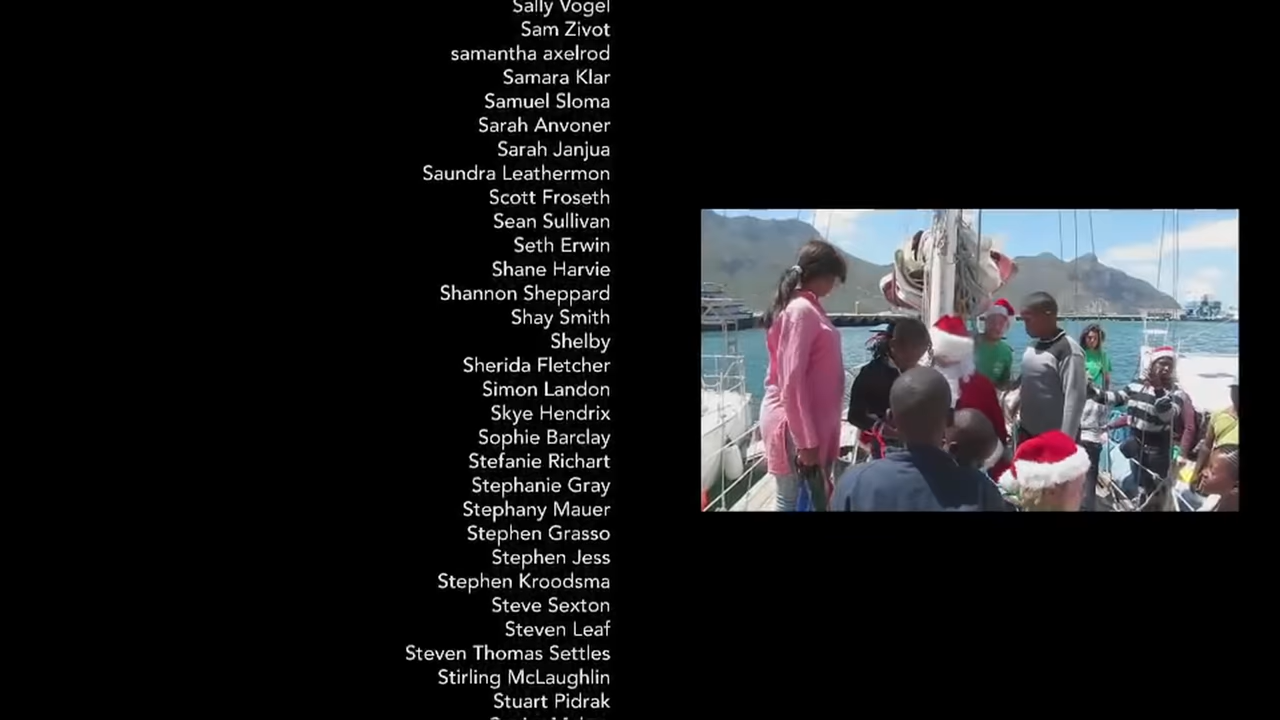 Sally Vogel
Sam Zivot
samantha axelrod
Samara Klar
Samuel Sloma
Sarah Anvoner
Sarah Janjua
Saundra Leathermon
Scott Froseth
Sean Sullivan
Seth Erwin
Shane Harvie
Shannon Sheppard
Shay Smith
Shelby
Sherida Fletcher
Simon Landon
Skye Hendrix
Sophie Barclay
Stefanie Richart
Stephanie Gray
Stephany Mauer
Stephen Grasso
Stephen Jess
Stephen Kroodsma
Steve Sexton
Steven Leaf
Steven Thomas Settles
Stirling McLaughlin
Stuart Pidrak